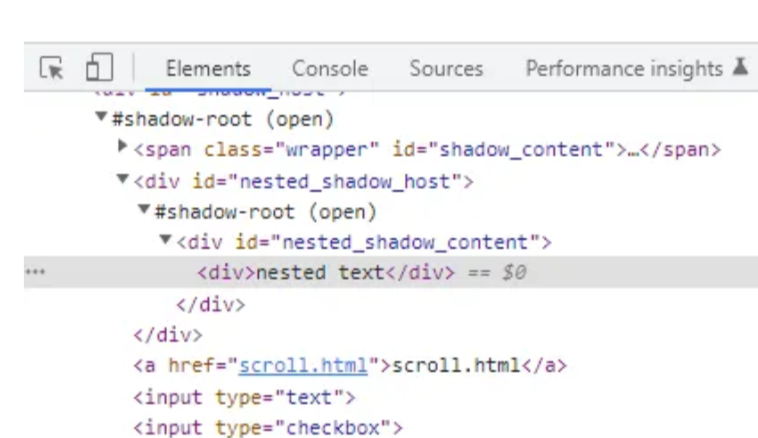 Elements Console Sources Performance insights
<div id="shadow_host">
▼#shadow-root (open)
▶<span class="wrapper" id="shadow_content">…</span>
▼<div id="nested_shadow_host">
▼#shadow-root (open)
▼<div id="nested_shadow_content">
<div>nested text</div> == $0
</div>
</div>
<a href="scroll.html">scroll.html</a>
<input type="text">
<input type="checkbox">